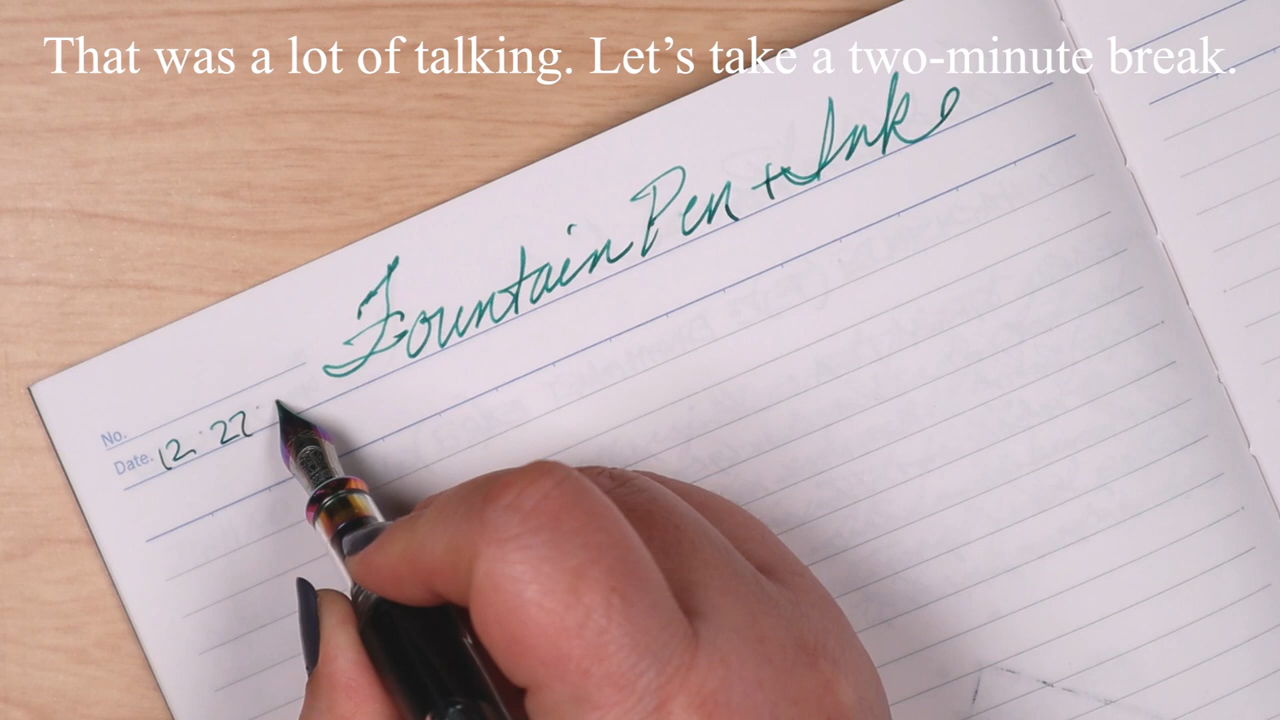 That was a lot of talking. Let's take a two-minute break.
Fountain Pen + Ink
No.
Date. 12 · 27 ·